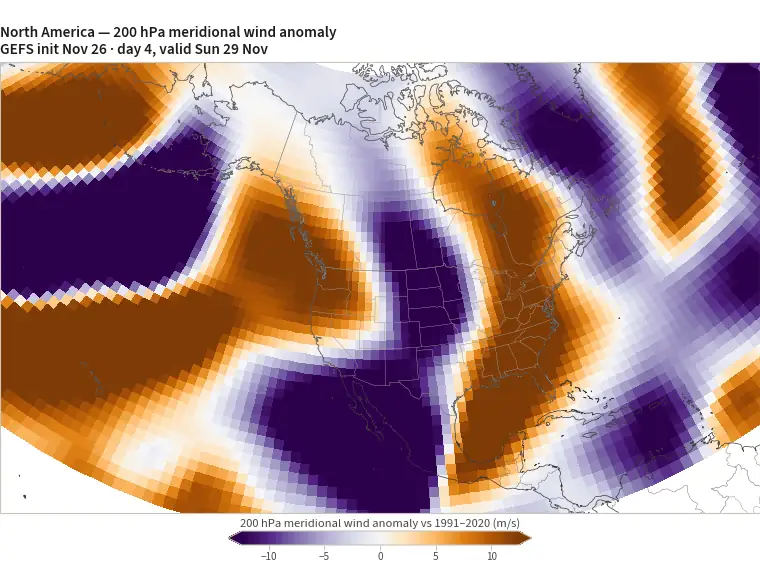 North America — 200 hPa meridional wind anomaly
GEFS init Nov 26 · day 4, valid Sun 29 Nov
200 hPa meridional wind anomaly vs 1991–2020 (m/s)
−10 −5 0 5 10